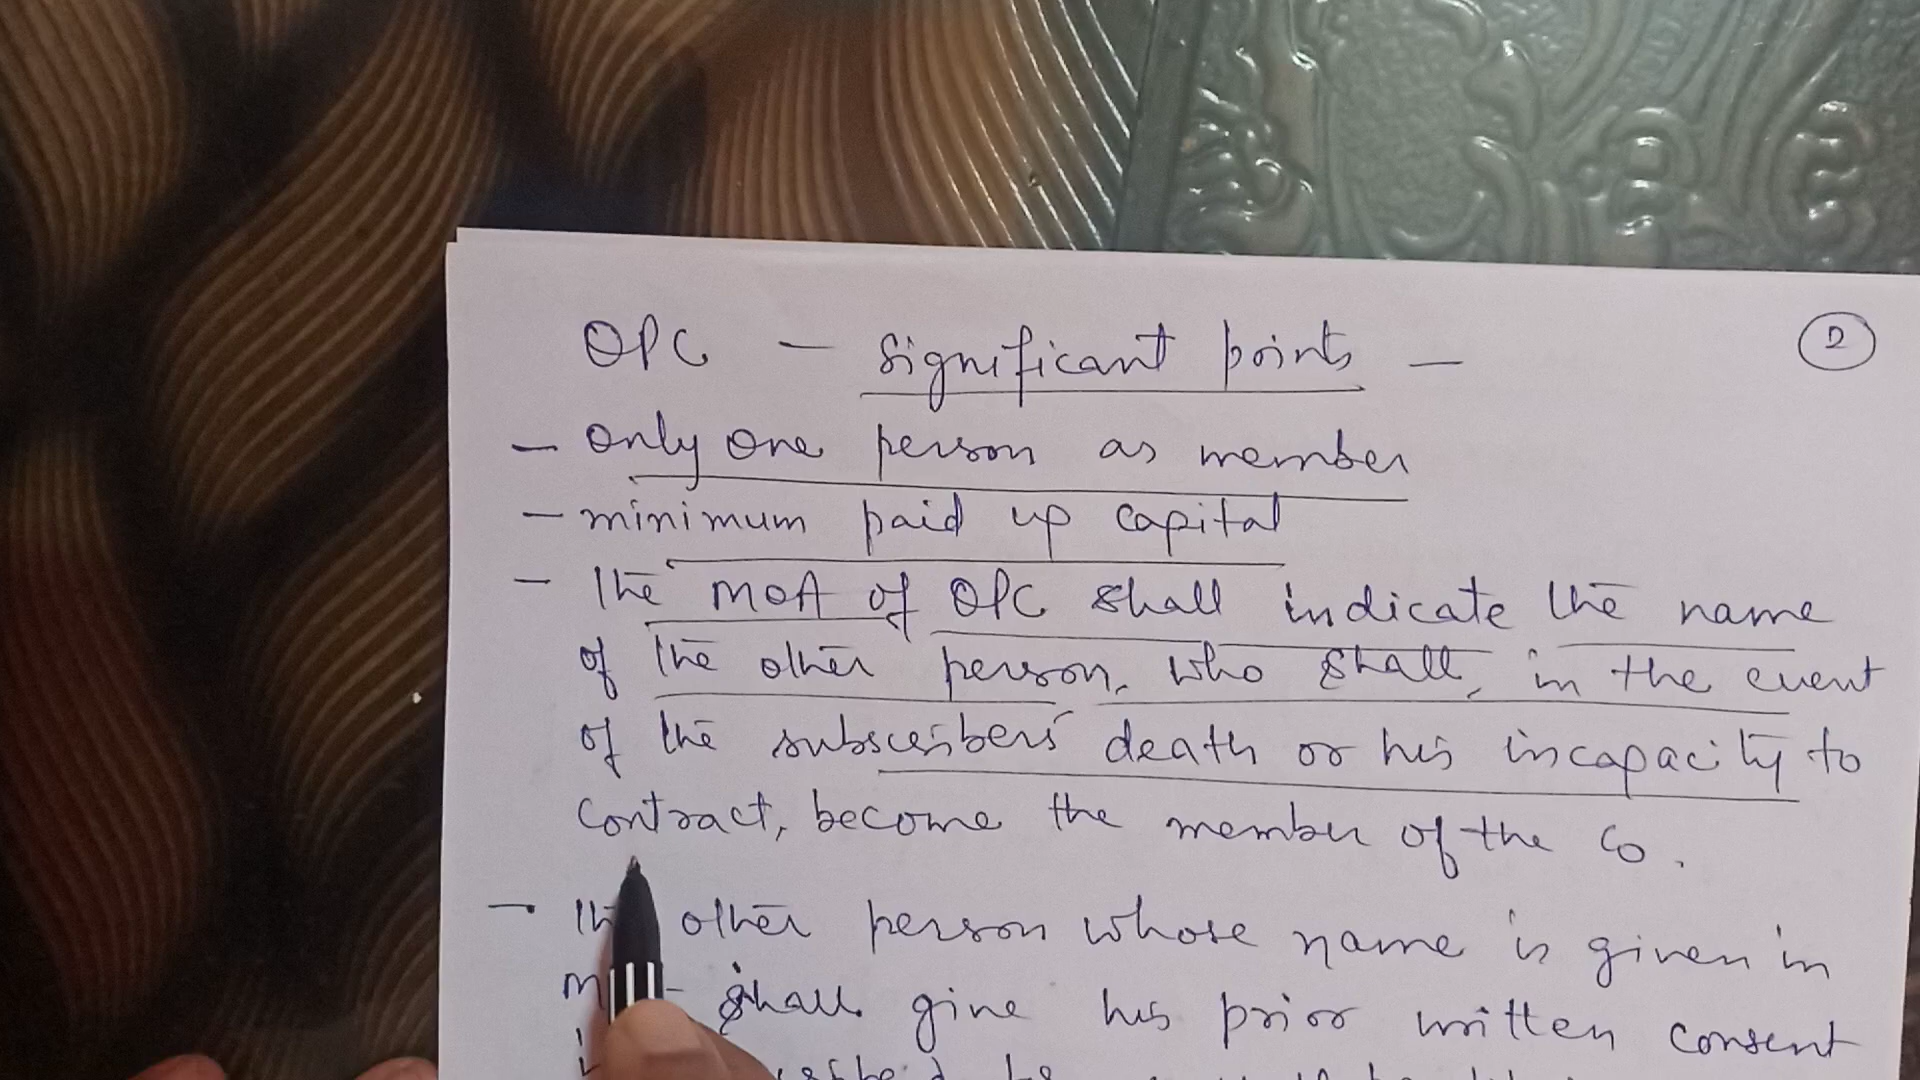 OPC - Significant points -
2
- Only one person as member
- minimum paid up capital
- The MOA of OPC shall indicate the name
of the other person, who shall, in the event
of the subscribers' death or his incapacity to
contract, become the member of the Co.
- other person whose name is given in
shall give his prior written consent